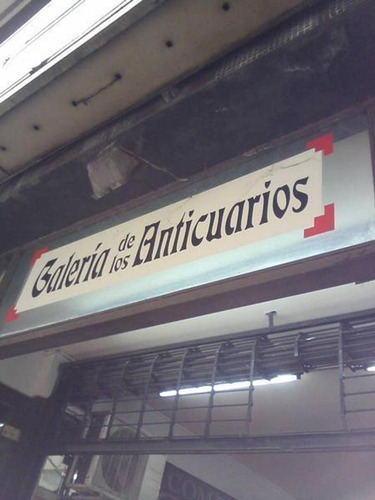 Galería de los Anticuarios